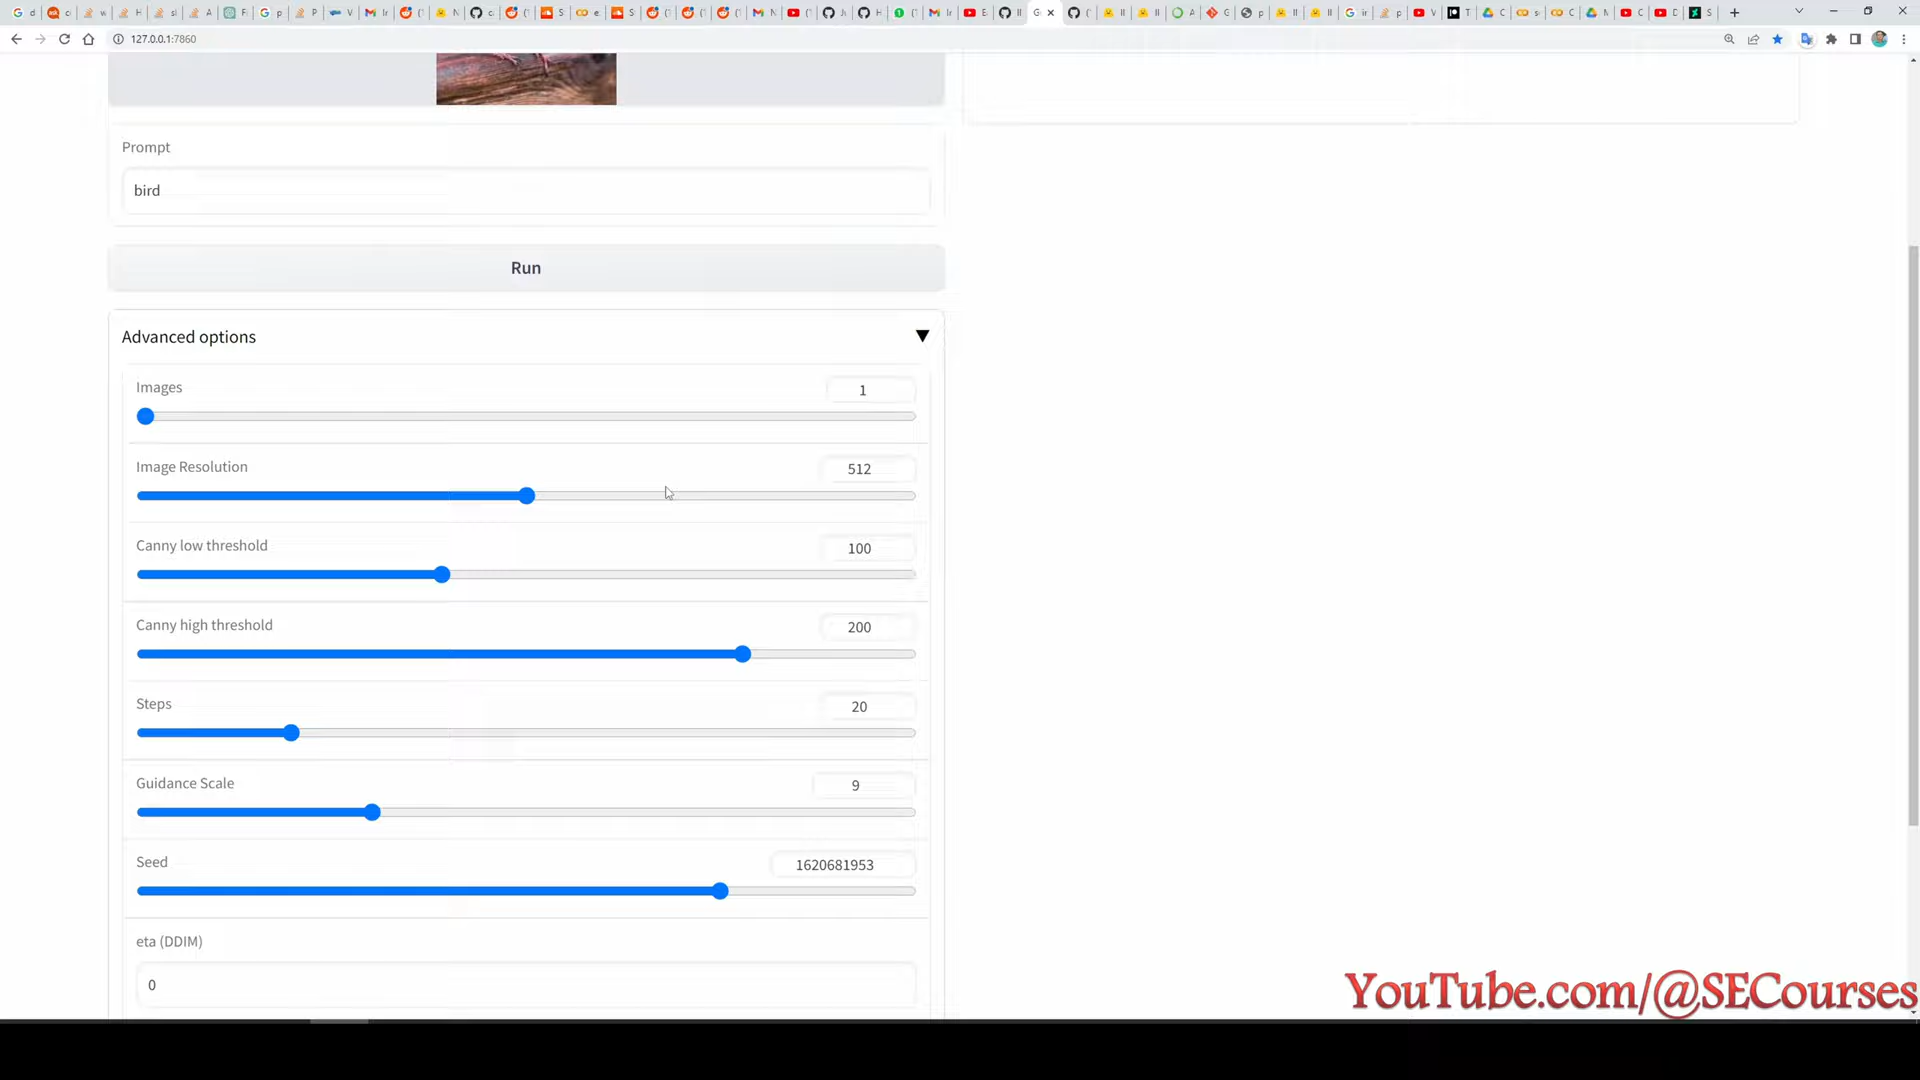 127.0.0.1:7860
Prompt
bird
Run
Advanced options
Images
1
Image Resolution
512
Canny low threshold
100
Canny high threshold
200
Steps
20
Guidance Scale
9
Seed
1620681953
eta (DDIM)
0
YouTube.com/@SECourses